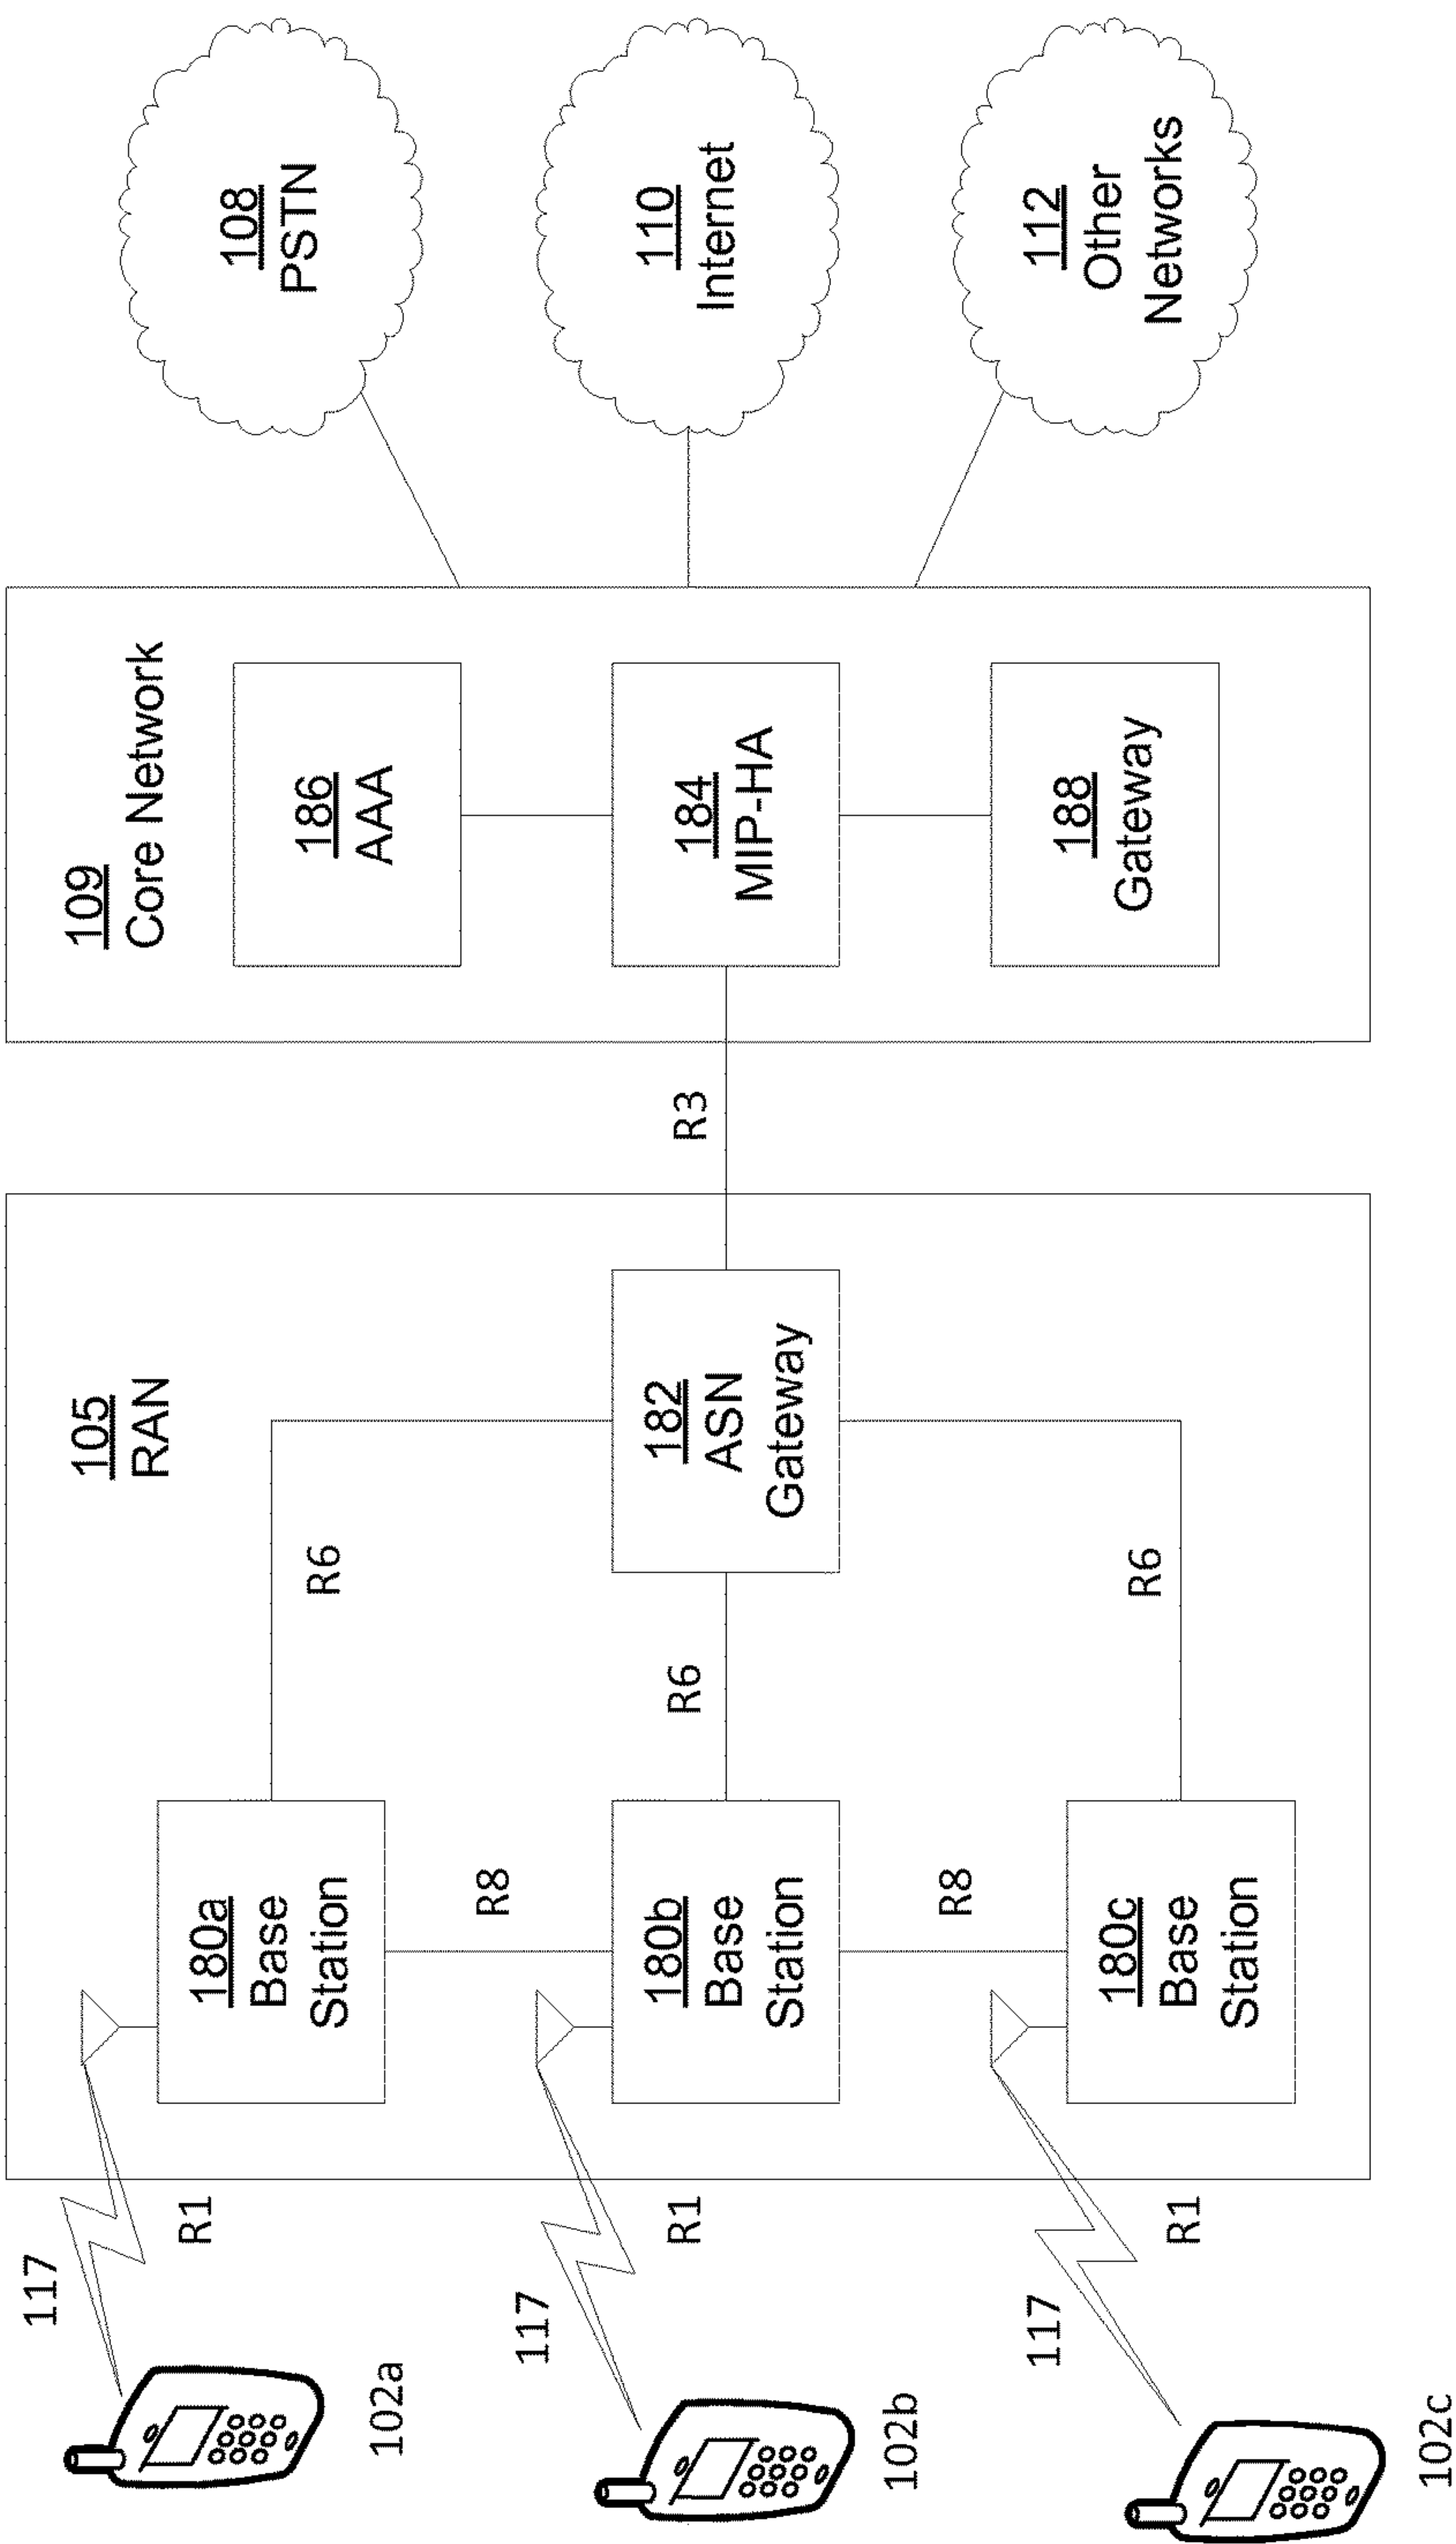 117
102a
R1
180a
Base
Station
R8
117
102b
R1
180b
Base
Station
R8
117
102c
R1
180c
Base
Station
105
RAN
R6
R6
R6
182
ASN
Gateway
R3
109
Core Network
186
AAA
184
MIP-HA
188
Gateway
108
PSTN
110
Internet
112
Other
Networks